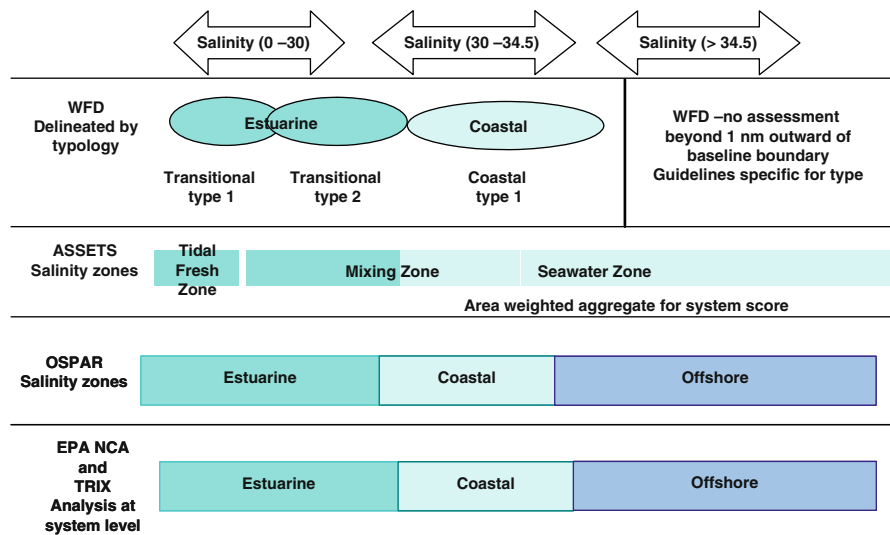 Salinity (0 –30)
Salinity (30 –34.5)
Salinity (> 34.5)
WFD
Delineated by
typology
Estuarine
Coastal
Transitional
type 1
Transitional
type 2
Coastal
type 1
WFD –no assessment
beyond 1 nm outward of
baseline boundary
Guidelines specific for type
ASSETS
Salinity zones
Tidal
Fresh
Zone
Mixing Zone
Seawater Zone
Area weighted aggregate for system score
OSPAR
Salinity zones
Estuarine
Coastal
Offshore
EPA NCA
and
TRIX
Analysis at
system level
Estuarine
Coastal
Offshore